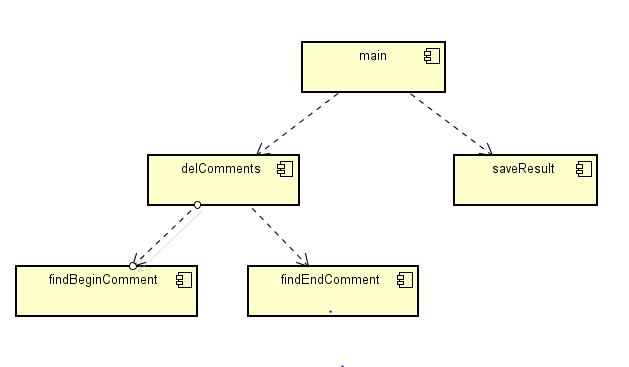 main
delComments
saveResult
findBeginComment
findEndComment